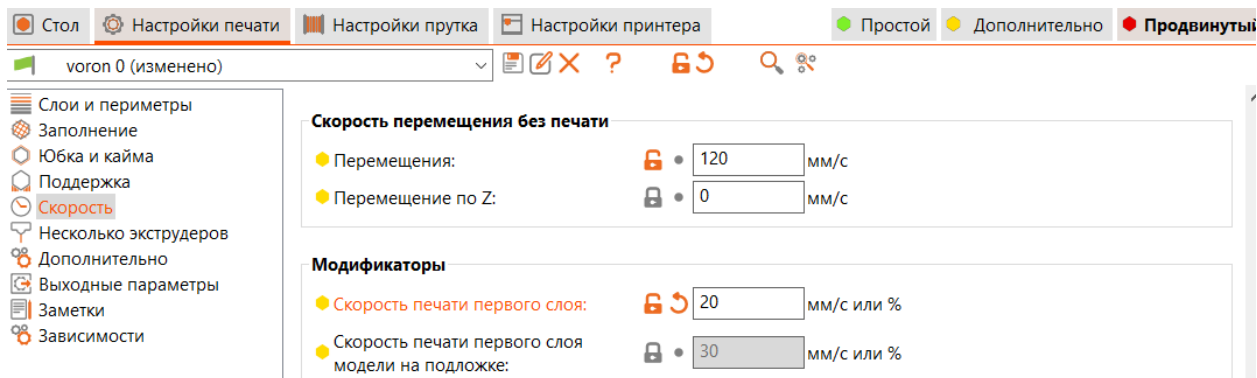 Стол Настройки печати Настройки прутка Настройки принтера Простой Дополнительно Продвинутый
voron 0 (изменено) ?
Слои и периметры
Заполнение
Юбка и кайма
Поддержка
Скорость
Несколько экструдеров
Дополнительно
Выходные параметры
Заметки
Зависимости
Скорость перемещения без печати
Перемещения: 120 мм/с
Перемещение по Z: 0 мм/с
Модификаторы
Скорость печати первого слоя: 20 мм/с или %
Скорость печати первого слоя
модели на подложке: 30 мм/с или %